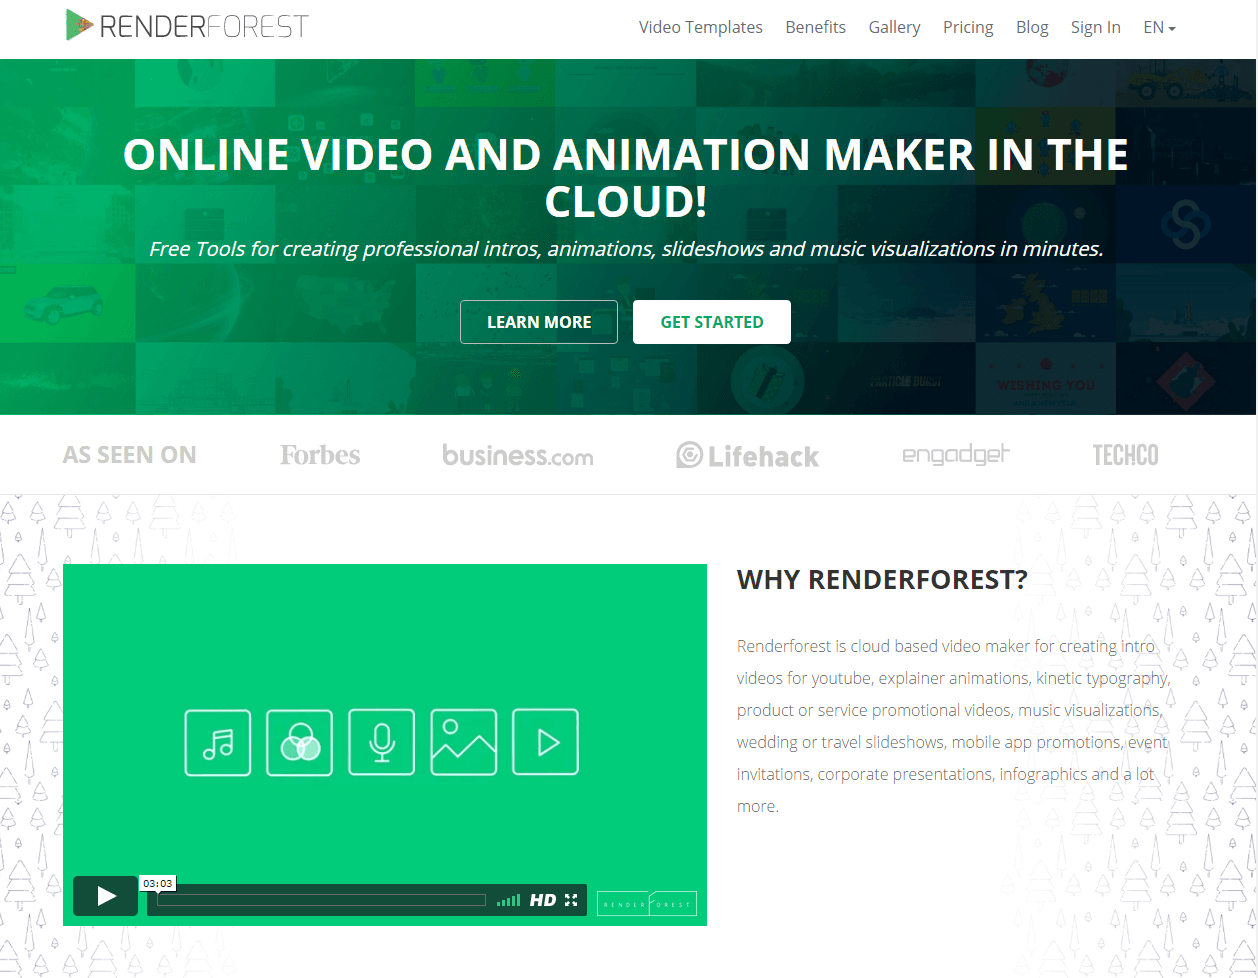 RENDERFOREST
Video Templates Benefits Gallery Pricing Blog Sign In EN
ONLINE VIDEO AND ANIMATION MAKER IN THE
CLOUD!
Free Tools for creating professional intros, animations, slideshows and music visualizations in minutes.
LEARN MORE GET STARTED
PARTICLE BURST
WISHING YOU
AS SEEN ON Forbes business.com Lifehack engadget TECHCO
WHY RENDERFOREST?
Renderforest is cloud based video maker for creating intro
videos for youtube, explainer animations, kinetic typography,
product or service promotional videos, music visualizations,
wedding or travel slideshows, mobile app promotions, event
invitations, corporate presentations, infographics and a lot
more.
03:03
HD
RENDERFOREST